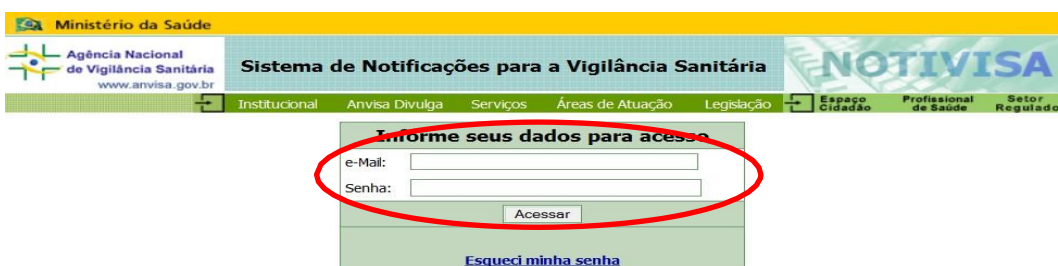 Ministério da Saúde
Agência Nacional
de Vigilância Sanitária
www.anvisa.gov.br
Sistema de Notificações para a Vigilância Sanitária
NOTIVISA
Institucional Anvisa Divulga Serviços Áreas de Atuação Legislação Espaço Cidadão Profissional de Saúde Setor Regulado
Informe seus dados para acesso
e-Mail:
Senha:
Acessar
Esqueci minha senha